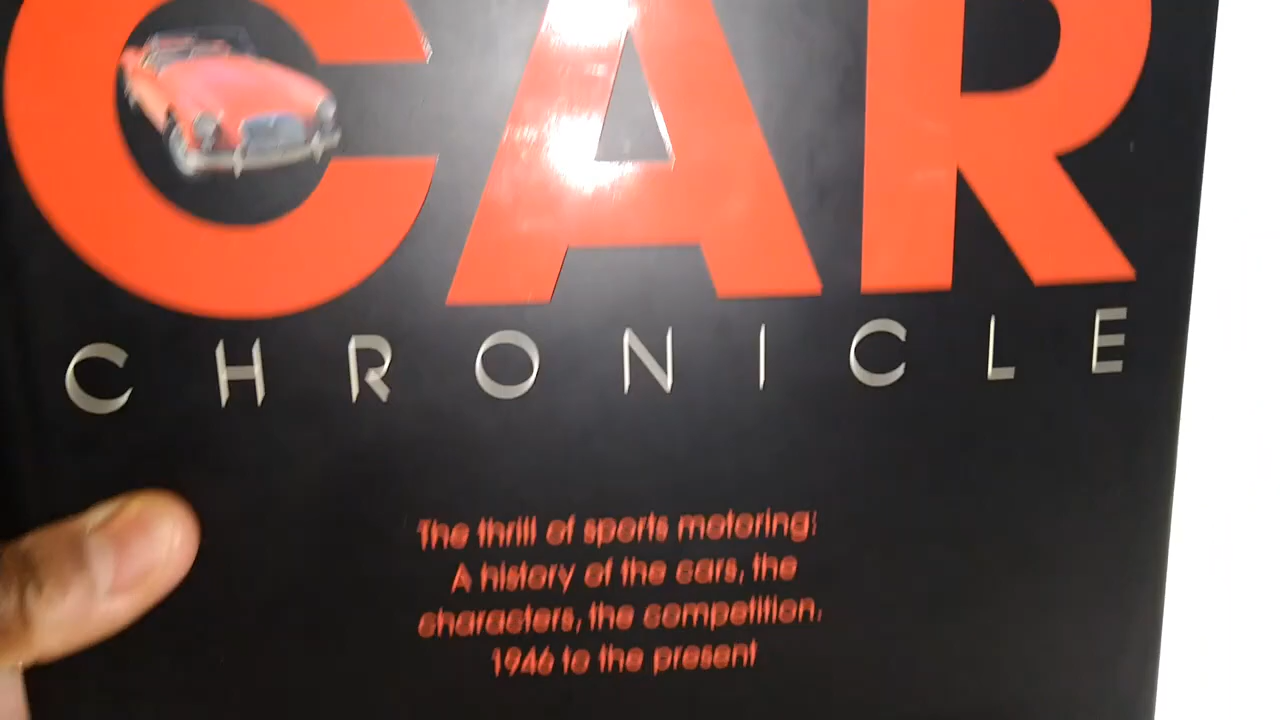 CAR
CHRONICLE
The thrill of sports motoring:
A history of the cars, the
characters, the competition.
1946 to the present